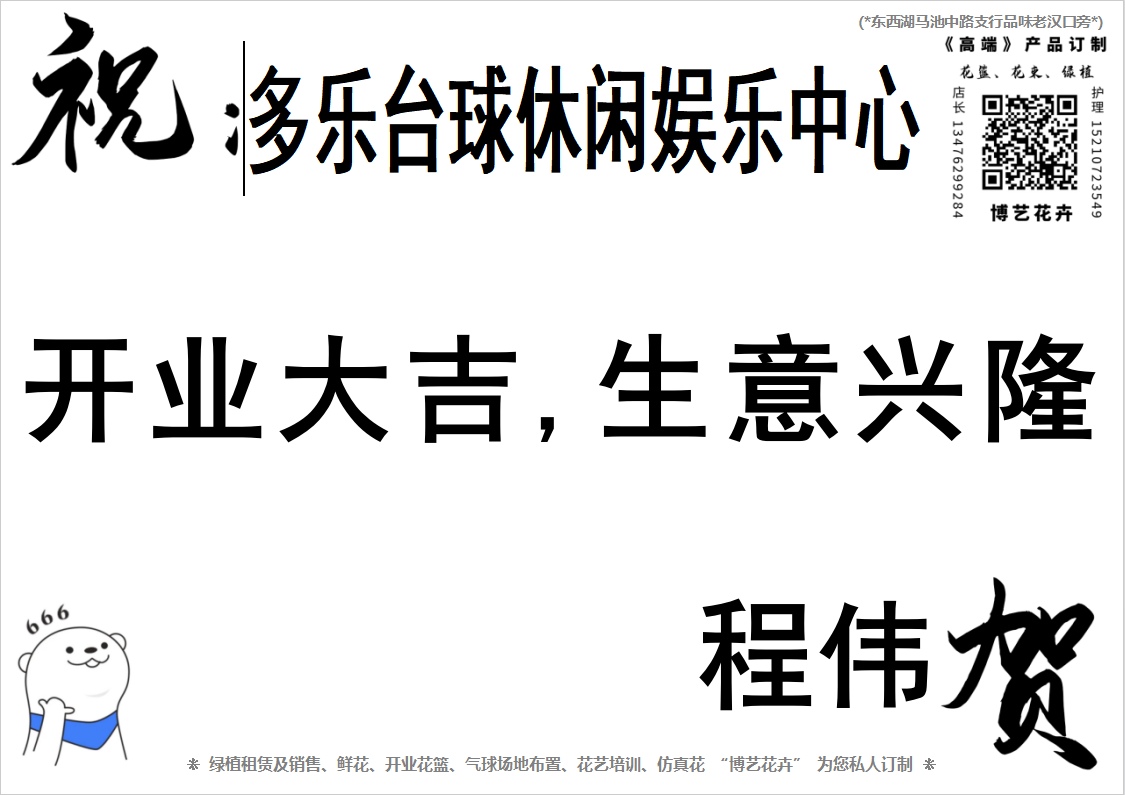 祝：多乐台球休闲娱乐中心
(*东西湖马池中路支行品味老汉口旁*)
《高端》产品订制
花篮、花束、绿植
店长 13476299284
护理 15210723549
博艺花卉
开业大吉,生意兴隆
程伟贺
666
* 绿植租赁及销售、鲜花、开业花篮、气球场地布置、花艺培训、仿真花 “博艺花卉” 为您私人订制 *